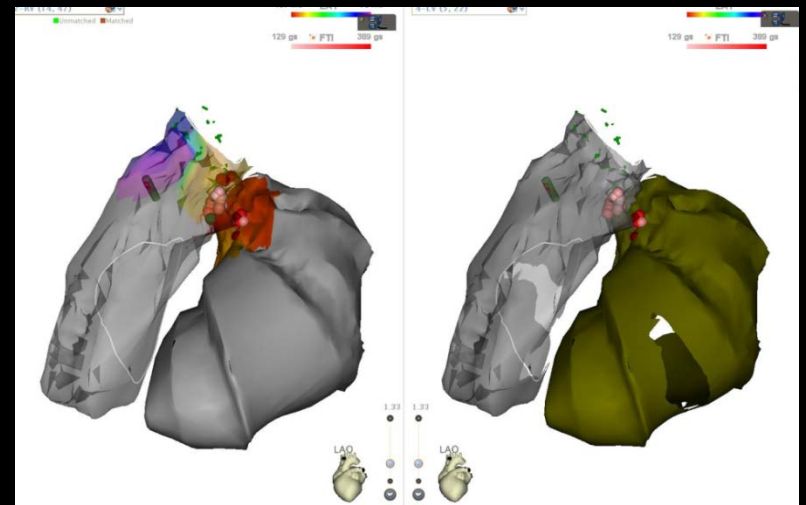 Unmatched Matched
129 gs FTI 389 gs
129 gs FTI 389 gs
1.33 1.33
LAO LAO